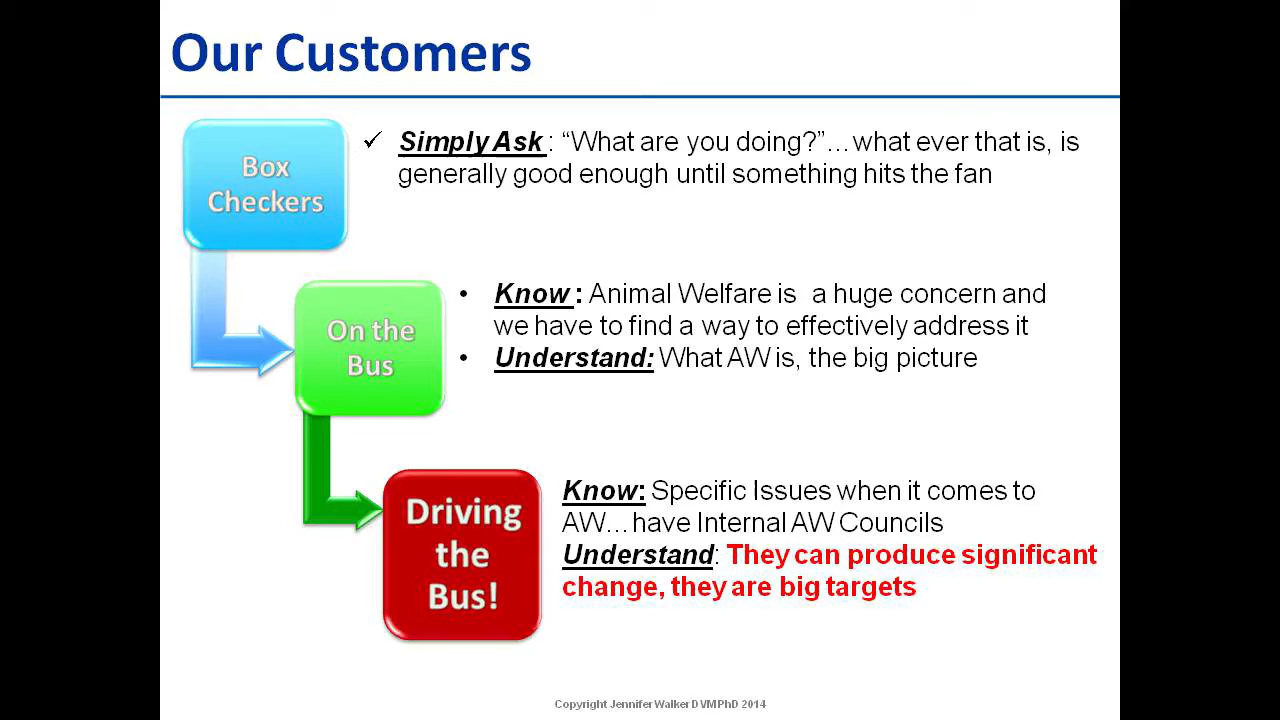 Our Customers
Box
Checkers
✓ Simply Ask : “What are you doing?”…what ever that is, is
generally good enough until something hits the fan
On the
Bus
• Know : Animal Welfare is a huge concern and
we have to find a way to effectively address it
• Understand: What AW is, the big picture
Driving
the
Bus!
Know: Specific Issues when it comes to
AW…have Internal AW Councils
Understand: They can produce significant
change, they are big targets
Copyright Jennifer Walker DVMPhD 2014